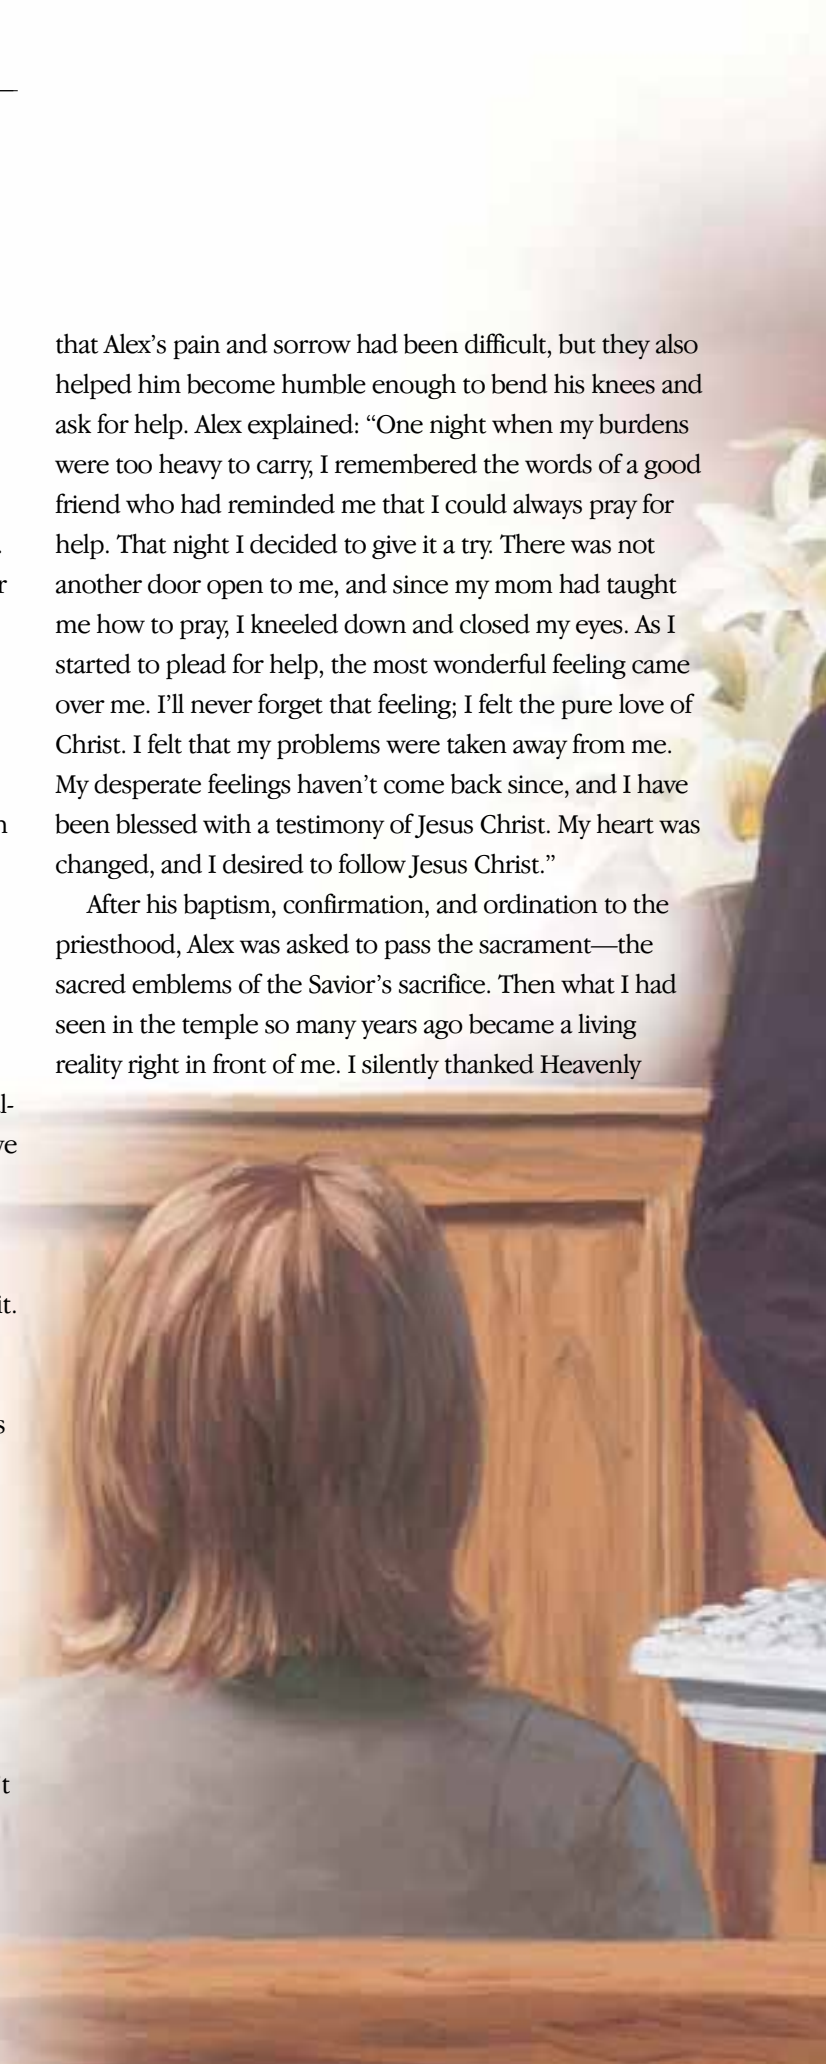 that Alex’s pain and sorrow had been difficult, but they also
helped him become humble enough to bend his knees and
ask for help. Alex explained: “One night when my burdens
were too heavy to carry, I remembered the words of a good
friend who had reminded me that I could always pray for
help. That night I decided to give it a try. There was not
another door open to me, and since my mom had taught
me how to pray, I kneeled down and closed my eyes. As I
started to plead for help, the most wonderful feeling came
over me. I’ll never forget that feeling; I felt the pure love of
Christ. I felt that my problems were taken away from me.
My desperate feelings haven’t come back since, and I have
been blessed with a testimony of Jesus Christ. My heart was
changed, and I desired to follow Jesus Christ.”
After his baptism, confirmation, and ordination to the
priesthood, Alex was asked to pass the sacrament—the
sacred emblems of the Savior’s sacrifice. Then what I had
seen in the temple so many years ago became a living
reality right in front of me. I silently thanked Heavenly